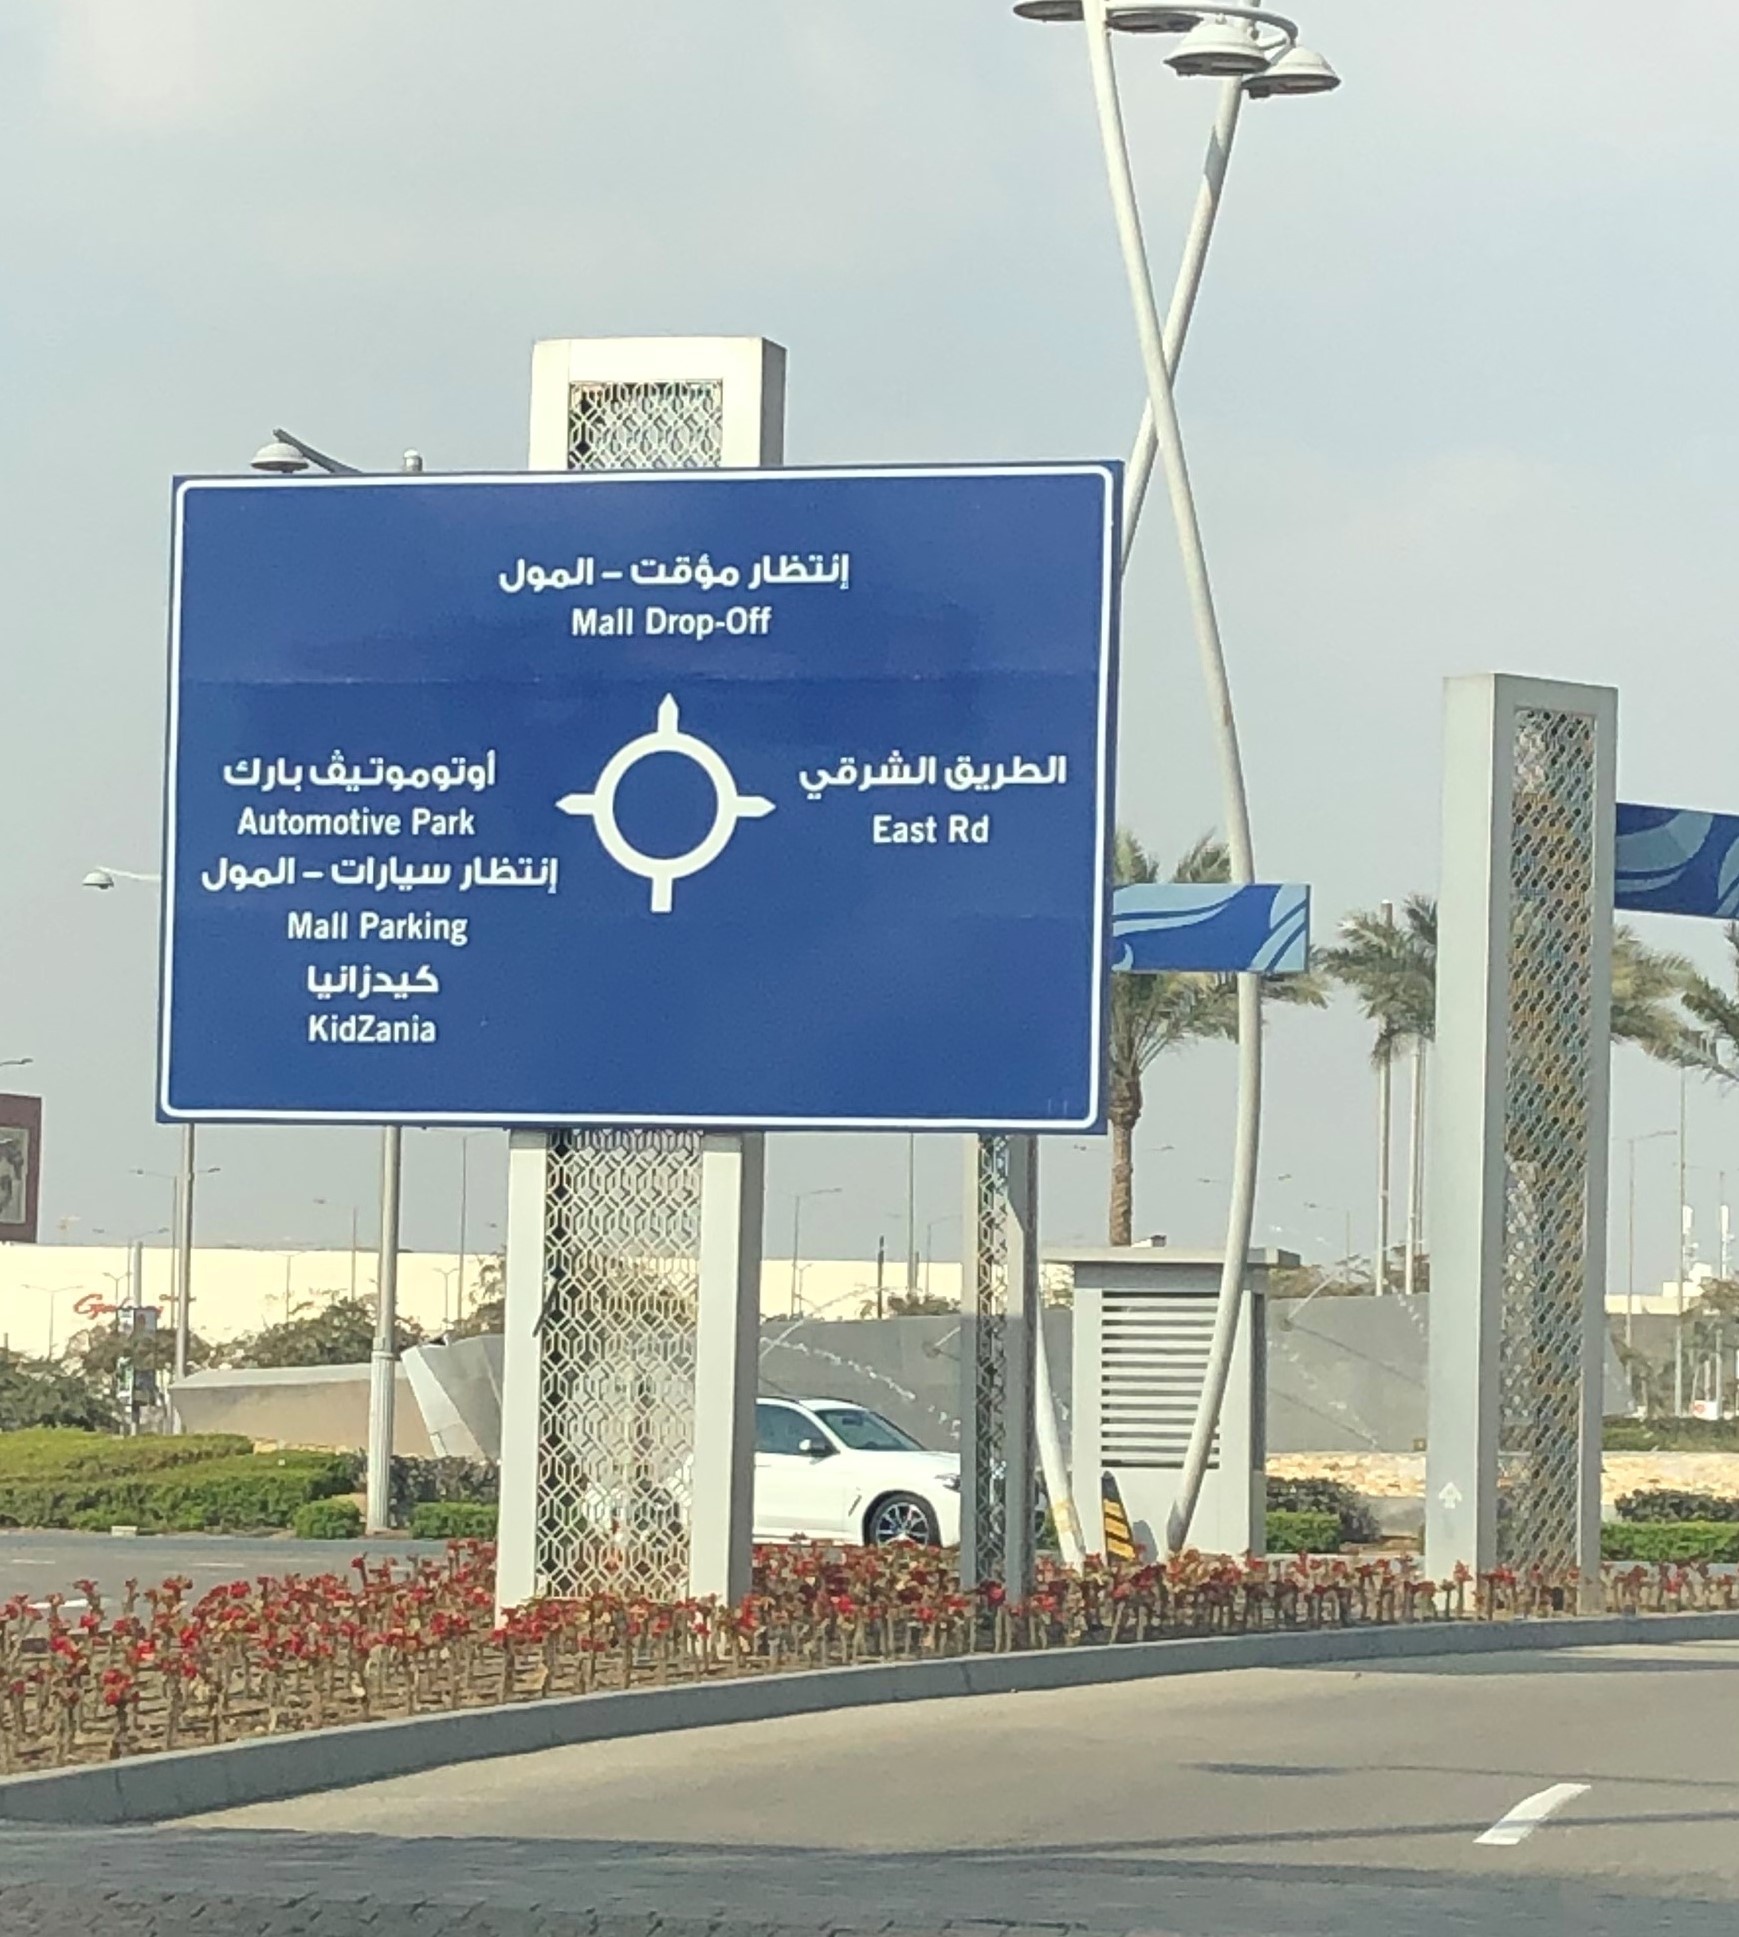 إنتظار مؤقت - المول
Mall Drop-Off
أوتوموتيڤ بارك
Automotive Park
إنتظار سيارات - المول
Mall Parking
كيدزانيا
KidZania
الطريق الشرقي
East Rd